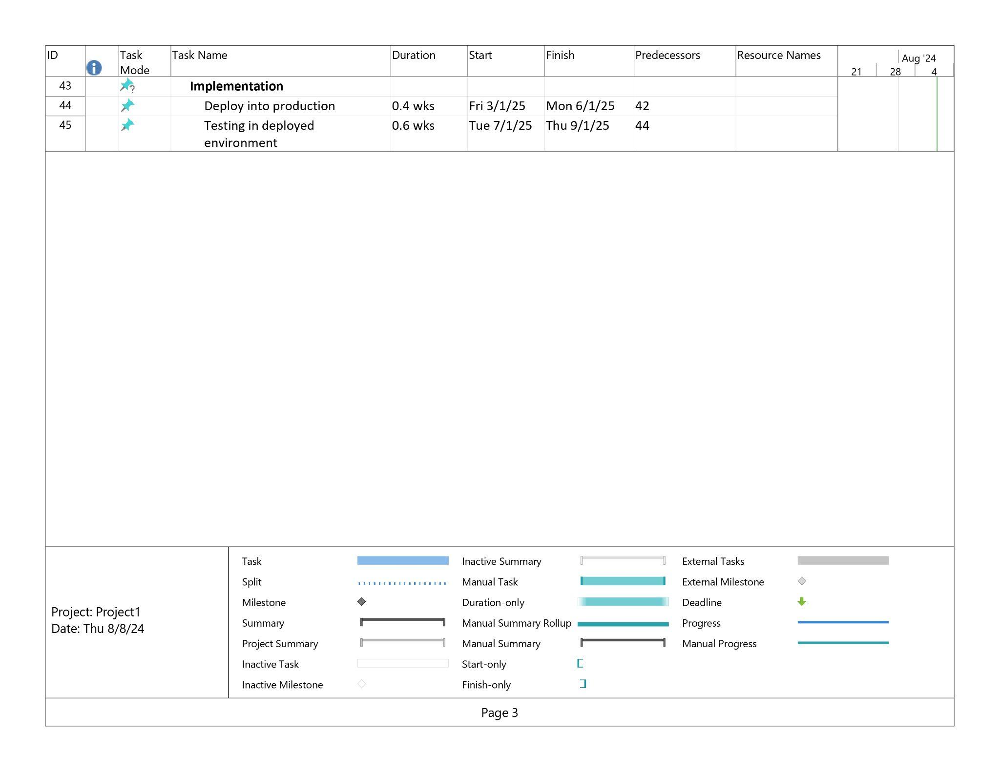 ID Task Mode Task Name Duration Start Finish Predecessors Resource Names
Aug '24
21 28 4
43 Implementation
44 Deploy into production 0.4 wks Fri 3/1/25 Mon 6/1/25 42
45 Testing in deployed environment 0.6 wks Tue 7/1/25 Thu 9/1/25 44
Project: Project1
Date: Thu 8/8/24
Task
Split
Milestone
Summary
Project Summary
Inactive Task
Inactive Milestone
Inactive Summary
Manual Task
Duration-only
Manual Summary Rollup
Manual Summary
Start-only
Finish-only
External Tasks
External Milestone
Deadline
Progress
Manual Progress
Page 3